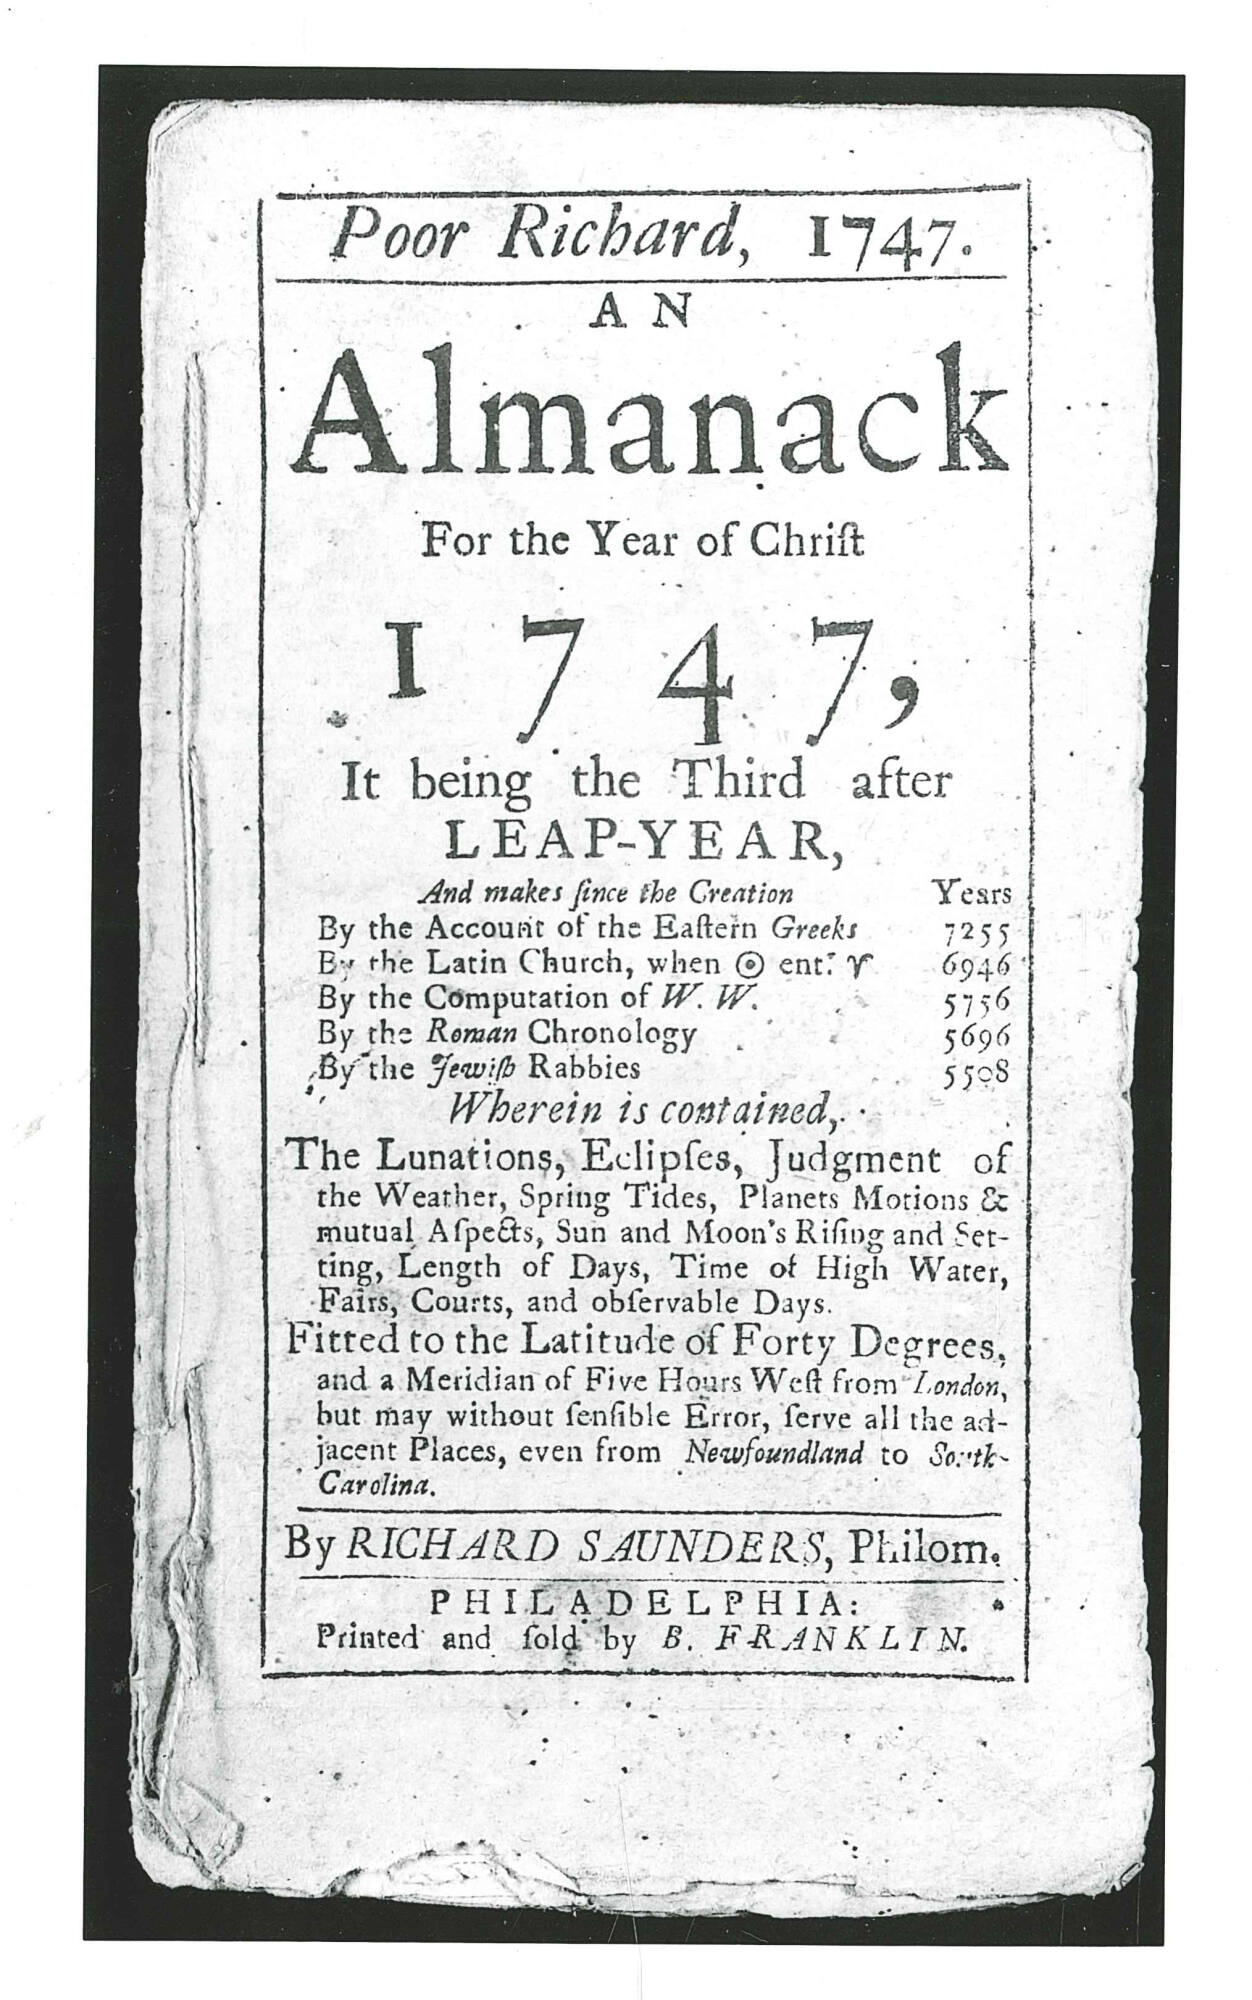 Poor Richard, 1747.
AN
Almanack
For the Year of Chriſt
1747,
It being the Third after
LEAP-YEAR,
And makes ſince the Creation Years
By the Account of the Eaſtern Greeks 7255
By the Latin Church, when ☉ ent. ♈ 6946
By the Computation of W. W. 5756
By the Roman Chronology 5696
By the Jewiſh Rabbies 5508
Wherein is contained,
The Lunations, Eclipſes, Judgment of
the Weather, Spring Tides, Planets Motions &
mutual Aſpects, Sun and Moon's Riſing and Set-
ting, Length of Days, Time of High Water,
Fairs, Courts, and obſervable Days.
Fitted to the Latitude of Forty Degrees,
and a Meridian of Five Hours Weſt from London,
but may without ſenſible Error, ſerve all the ad-
jacent Places, even from Newfoundland to South-
Carolina.
By RICHARD SAUNDERS, Philom.
PHILADELPHIA:
Printed and ſold by B. FRANKLIN.